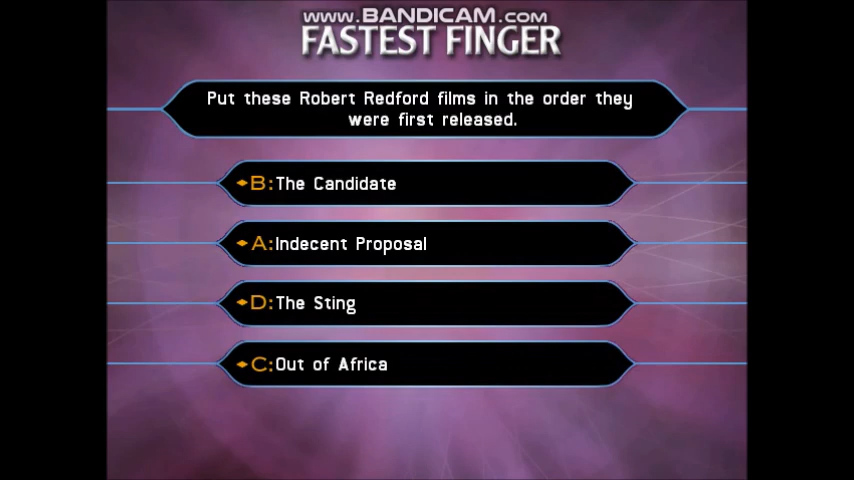 www.BANDICAM.com
FASTEST FINGER
Put these Robert Redford films in the order they
were first released.
B: The Candidate
A: Indecent Proposal
D: The Sting
C: Out of Africa